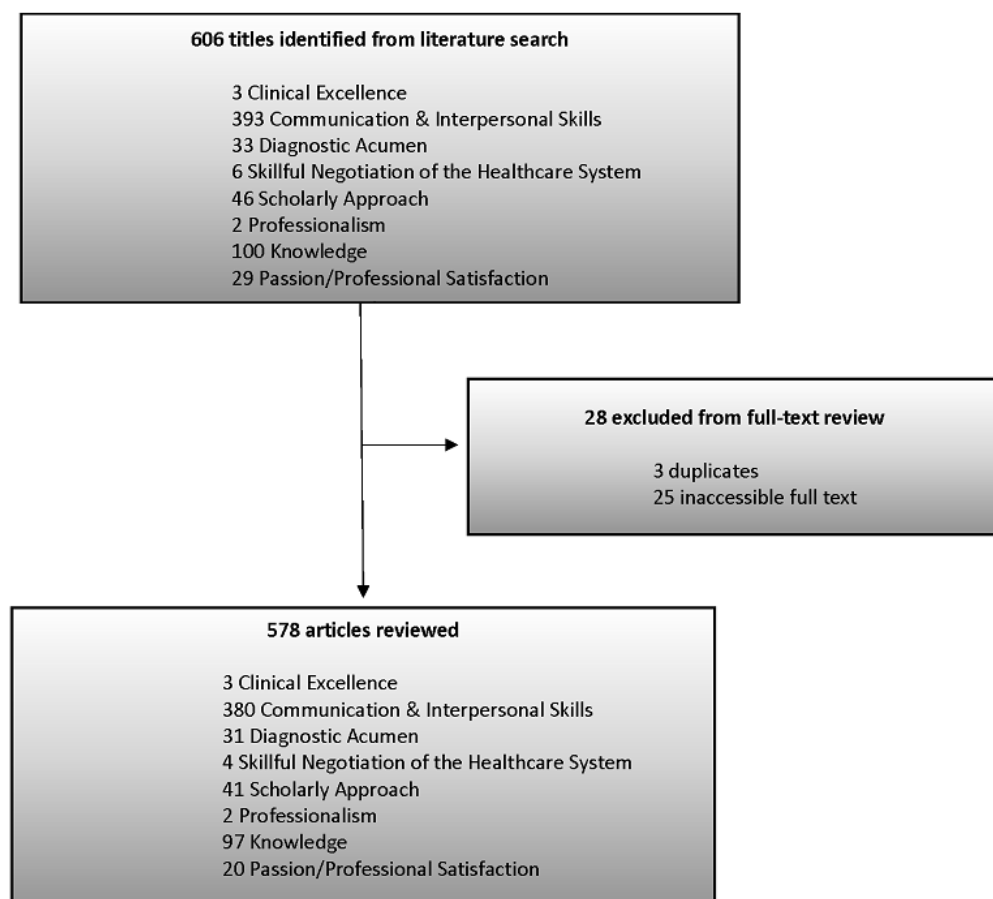 606 titles identified from literature search
3 Clinical Excellence
393 Communication & Interpersonal Skills
33 Diagnostic Acumen
6 Skillful Negotiation of the Healthcare System
46 Scholarly Approach
2 Professionalism
100 Knowledge
29 Passion/Professional Satisfaction
28 excluded from full-text review
3 duplicates
25 inaccessible full text
578 articles reviewed
3 Clinical Excellence
380 Communication & Interpersonal Skills
31 Diagnostic Acumen
4 Skillful Negotiation of the Healthcare System
41 Scholarly Approach
2 Professionalism
97 Knowledge
20 Passion/Professional Satisfaction